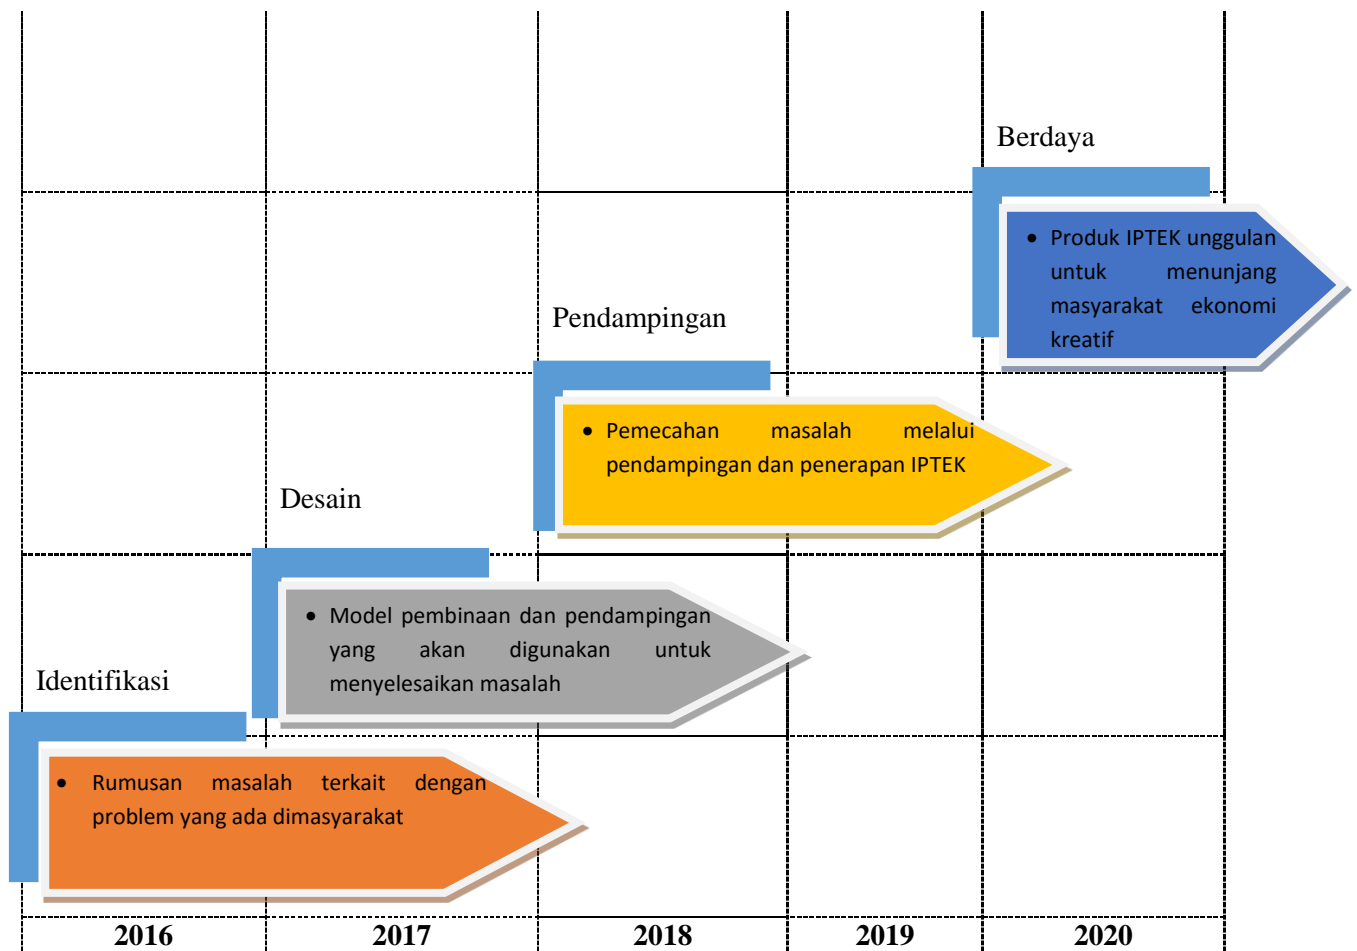 Berdaya
• Produk IPTEK unggulan
untuk menunjang
masyarakat ekonomi
kreatif
Pendampingan
• Pemecahan masalah melalui
pendampingan dan penerapan IPTEK
Desain
• Model pembinaan dan pendampingan
yang akan digunakan untuk
menyelesaikan masalah
Identifikasi
• Rumusan masalah terkait dengan
problem yang ada dimasyarakat
2016 2017 2018 2019 2020